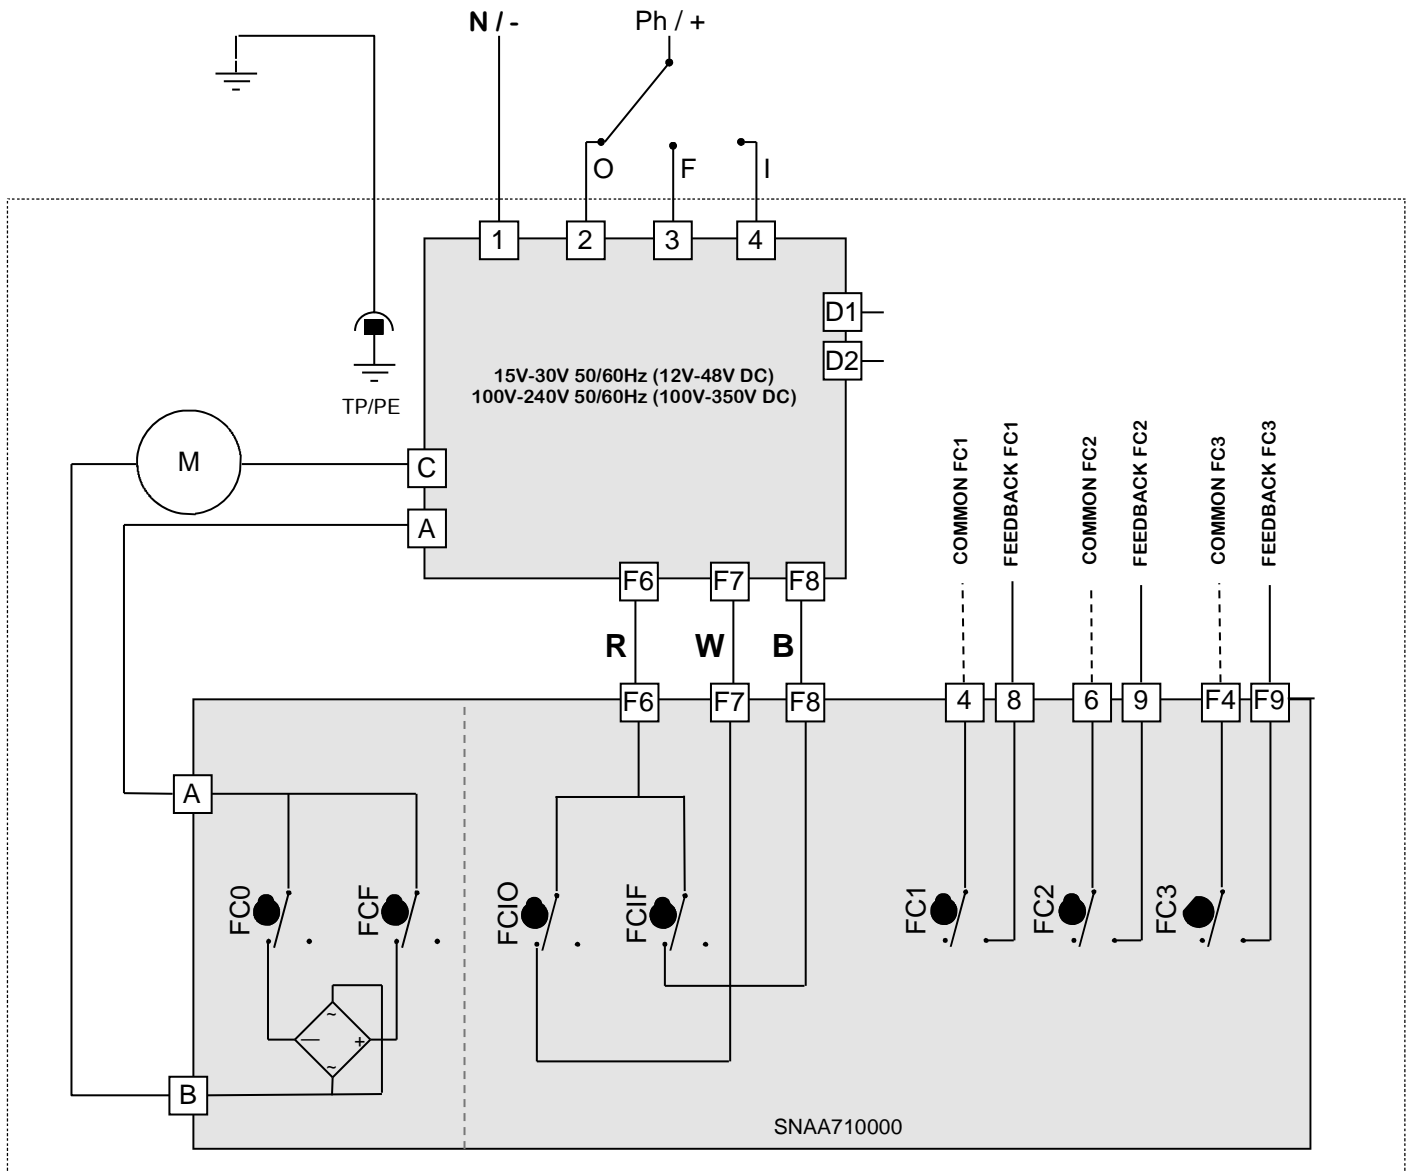 N / -
Ph / +
O
F
I
1
2
3
4
D1
D2
15V-30V 50/60Hz (12V-48V DC)
100V-240V 50/60Hz (100V-350V DC)
TP/PE
M
C
A
COMMON FC1
FEEDBACK FC1
COMMON FC2
FEEDBACK FC2
COMMON FC3
FEEDBACK FC3
F6
F7
F8
R
W
B
F6
F7
F8
4
8
6
9
F4
F9
A
FC0
FCF
FCIO
FCIF
FC1
FC2
FC3
~
—
+
~
B
SNAA710000